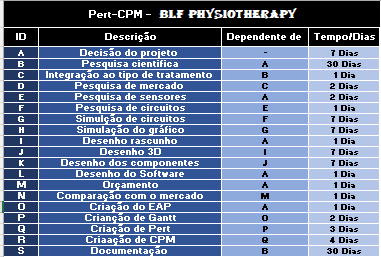 Pert-CPM - BLF PHYSIOTHERAPY
ID Descrição Dependente de Tempo/Dias
A Decisão do projeto - 7 Dias
B Pesquisa científica A 30 Dias
C Integração ao tipo de tratamento B 1 Dia
D Pesquisa de mercado C 2 Dias
E Pesquisa de sensores A 2 Dias
F Pesquisa de circuitos E 1 Dia
G Simulção de circuitos F 7 Dias
H Simulação do gráfico G 7 Dias
I Desenho rascunho A 1 Dia
J Desenho 3D I 7 Dias
K Desenho dos componentes J 7 Dias
L Desenho do Software A 1 Dia
M Orçamento A 1 Dia
N Comparação com o mercado M 1 Dia
O Criação do EAP A 1 Dia
P Criançao de Gantt O 2 Dias
Q Criação de Pert P 3 Dias
R Criaação de CPM Q 4 Dias
S Documentação B 30 Dias